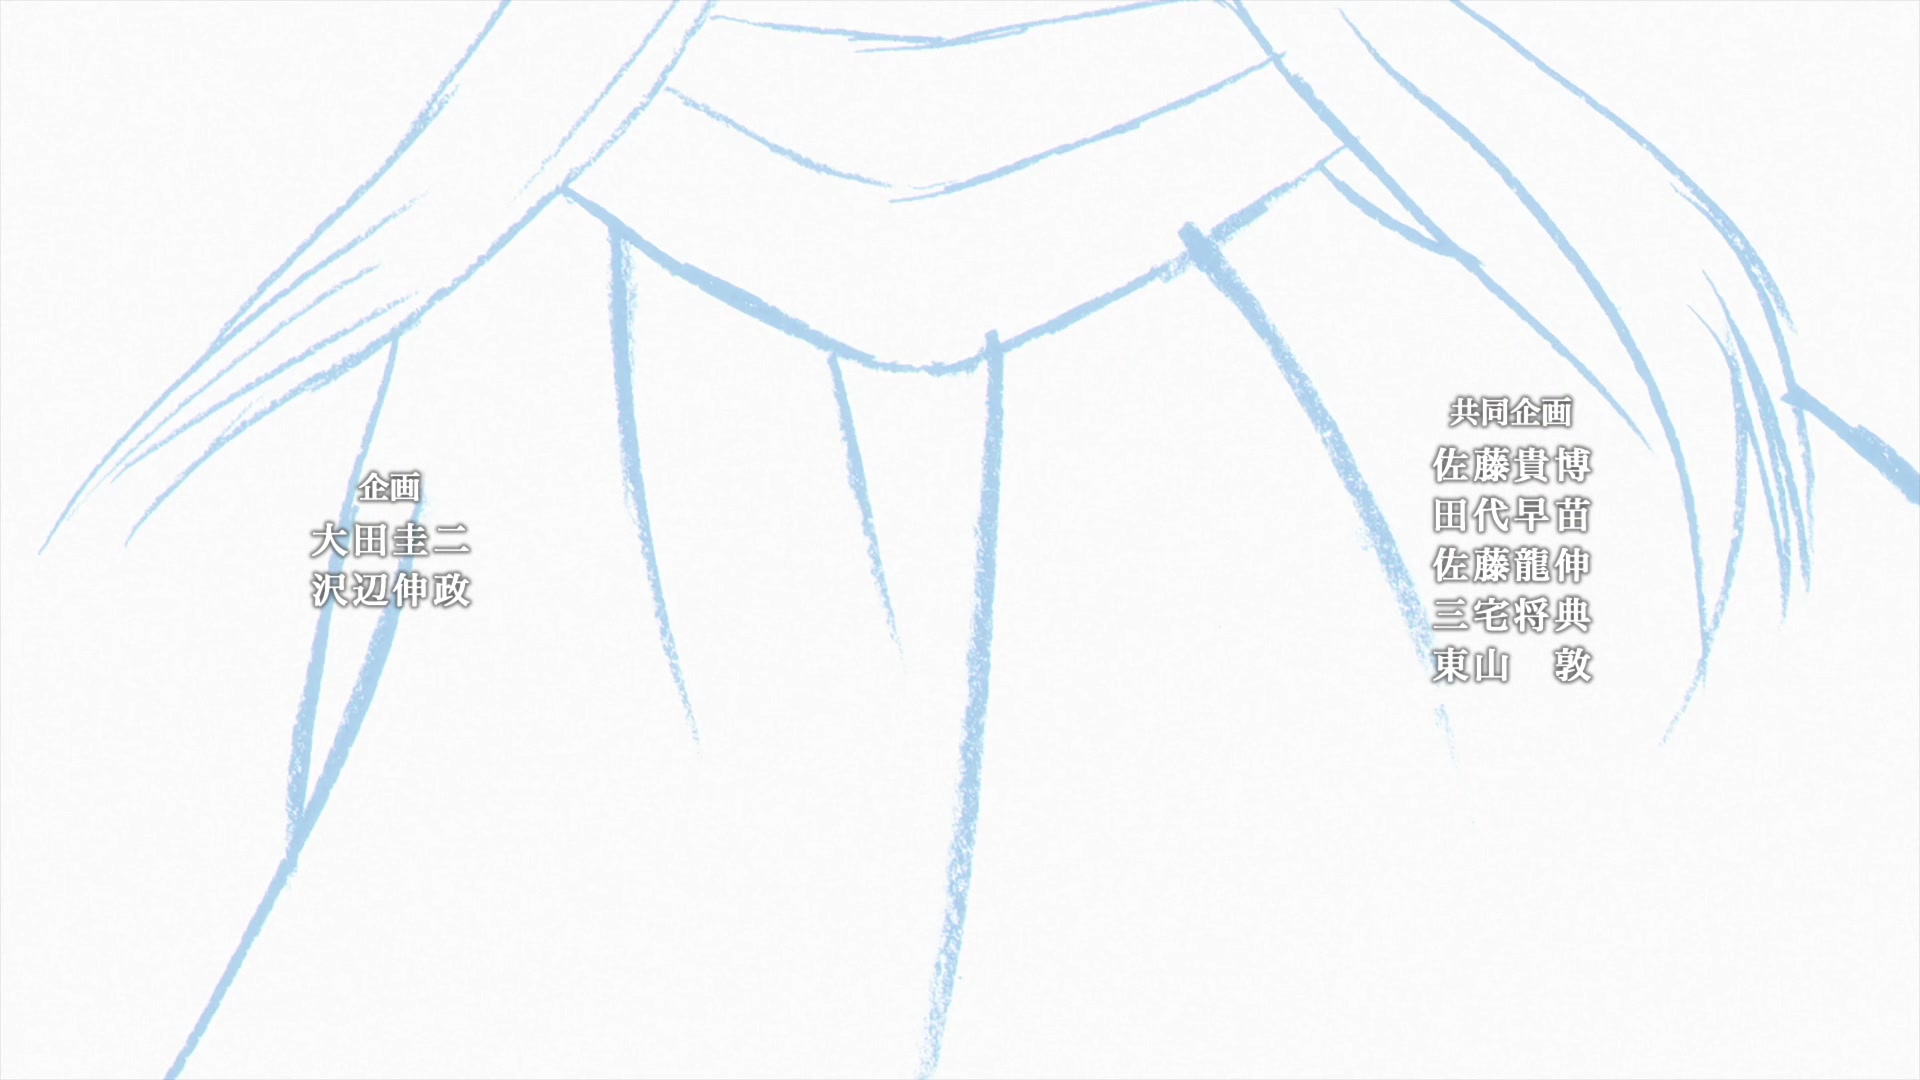 企画
大田圭二
沢辺伸政
共同企画
佐藤貴博
田代早苗
佐藤龍伸
三宅将典
東山　敦